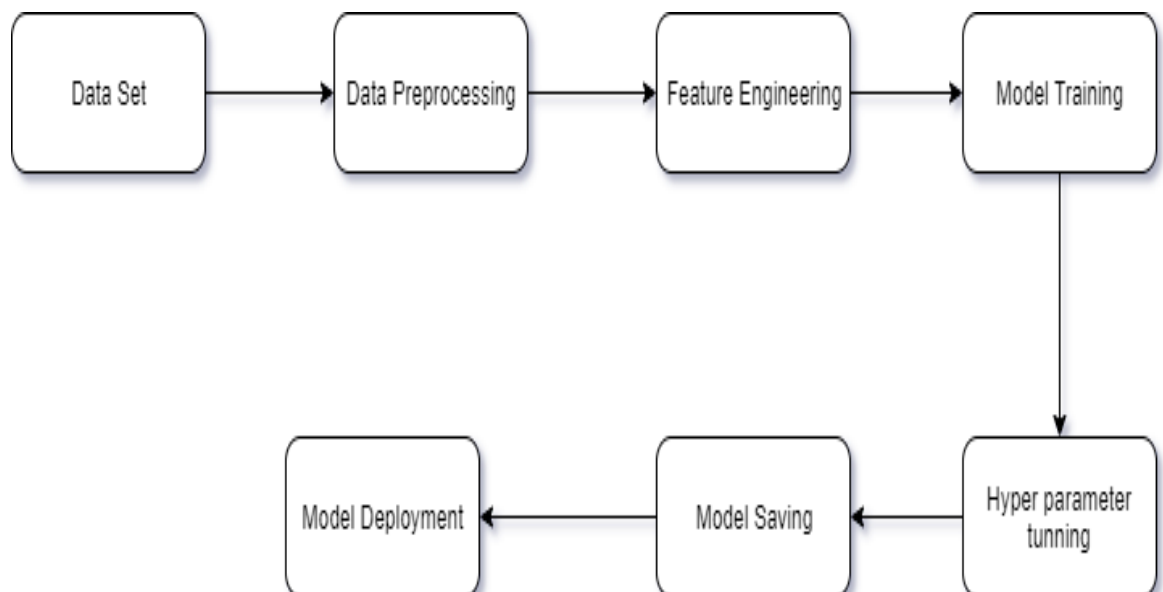 Data Set
Data Preprocessing
Feature Engineering
Model Training
Hyper parameter
tunning
Model Saving
Model Deployment